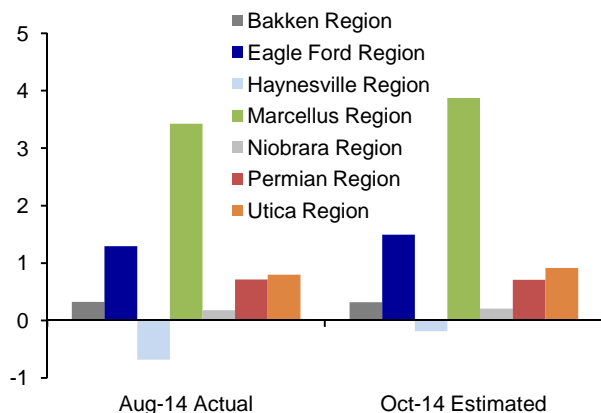 5
4
3
2
1
0
-1
Bakken Region
Eagle Ford Region
Haynesville Region
Marcellus Region
Niobrara Region
Permian Region
Utica Region
Aug-14 Actual
Oct-14 Estimated